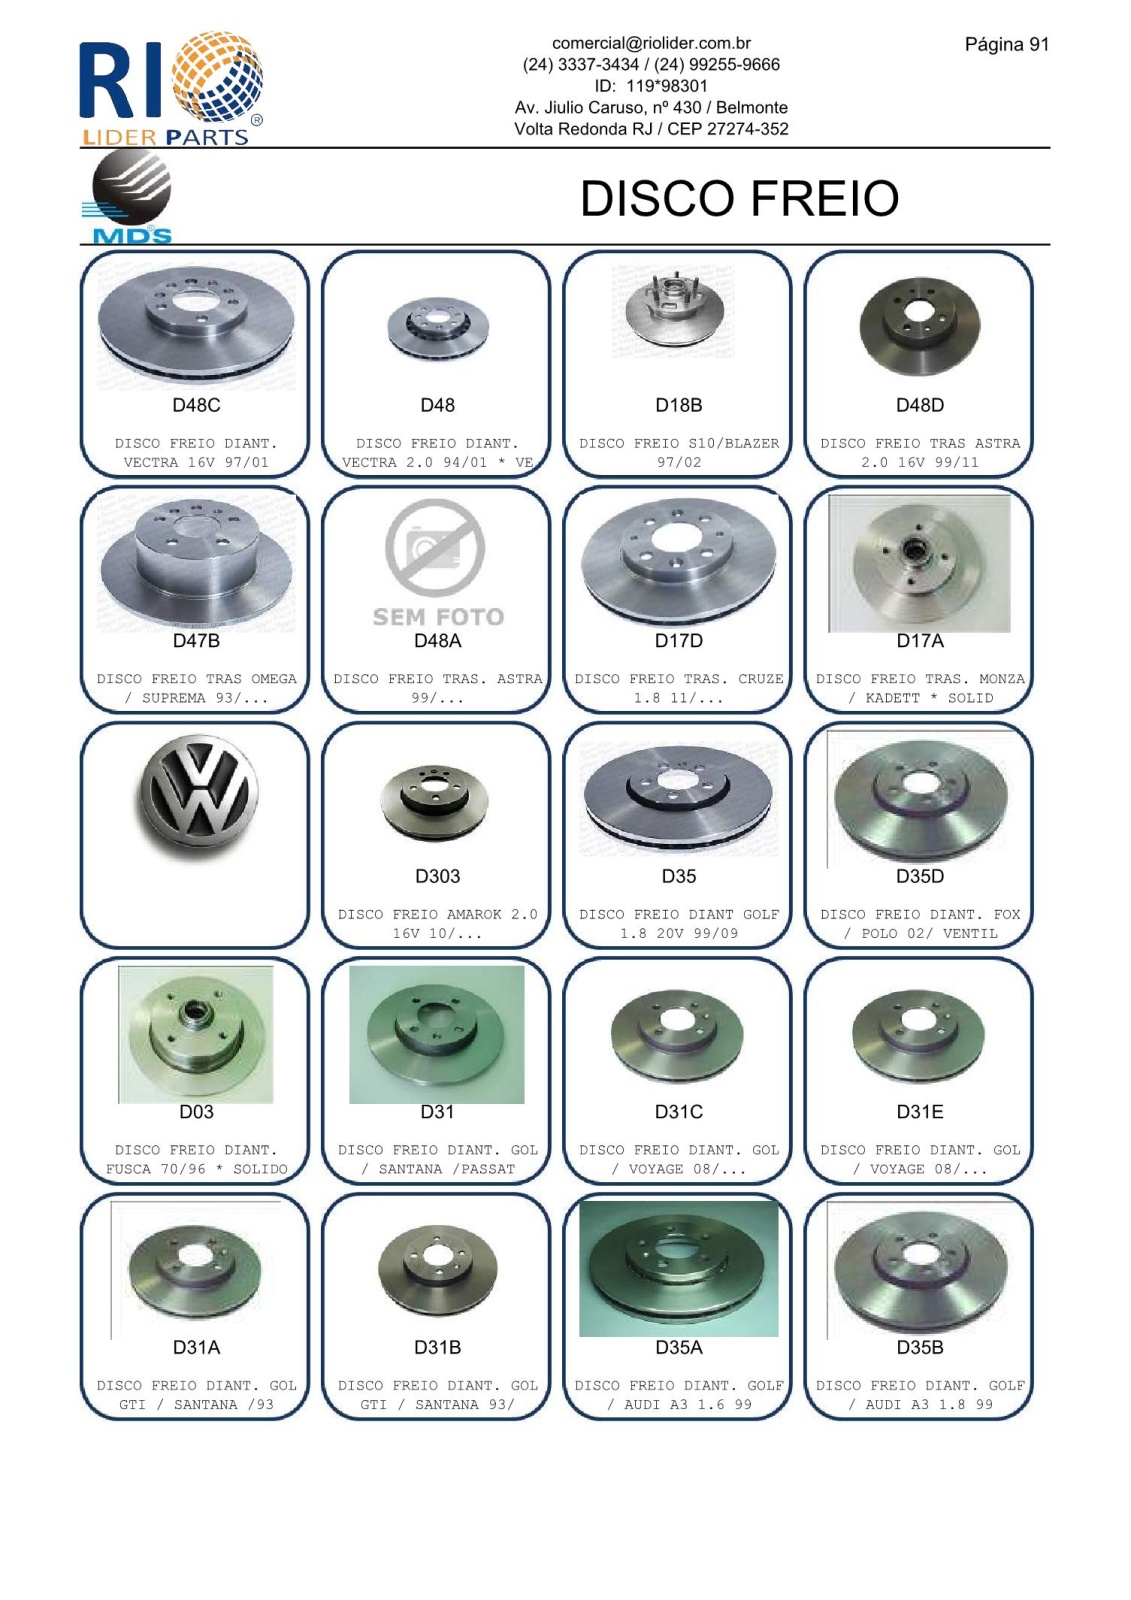 RIO
LIDER PARTS
®
comercial@riolider.com.br
(24) 3337-3434 / (24) 99255-9666
ID: 119*98301
Av. Jiulio Caruso, nº 430 / Belmonte
Volta Redonda RJ / CEP 27274-352
Página 91
MDS
DISCO FREIO
D48C
DISCO FREIO DIANT.
VECTRA 16V 97/01
D48
DISCO FREIO DIANT.
VECTRA 2.0 94/01 * VE
D18B
DISCO FREIO S10/BLAZER
97/02
D48D
DISCO FREIO TRAS ASTRA
2.0 16V 99/11
D47B
DISCO FREIO TRAS OMEGA
/ SUPREMA 93/...
SEM FOTO
D48A
DISCO FREIO TRAS. ASTRA
99/...
D17D
DISCO FREIO TRAS. CRUZE
1.8 11/...
D17A
DISCO FREIO TRAS. MONZA
/ KADETT * SOLID
D303
DISCO FREIO AMAROK 2.0
16V 10/...
D35
DISCO FREIO DIANT GOLF
1.8 20V 99/09
D35D
DISCO FREIO DIANT. FOX
/ POLO 02/ VENTIL
D03
DISCO FREIO DIANT.
FUSCA 70/96 * SOLIDO
D31
DISCO FREIO DIANT. GOL
/ SANTANA /PASSAT
D31C
DISCO FREIO DIANT. GOL
/ VOYAGE 08/...
D31E
DISCO FREIO DIANT. GOL
/ VOYAGE 08/...
D31A
DISCO FREIO DIANT. GOL
GTI / SANTANA /93
D31B
DISCO FREIO DIANT. GOL
GTI / SANTANA 93/
D35A
DISCO FREIO DIANT. GOLF
/ AUDI A3 1.6 99
D35B
DISCO FREIO DIANT. GOLF
/ AUDI A3 1.8 99